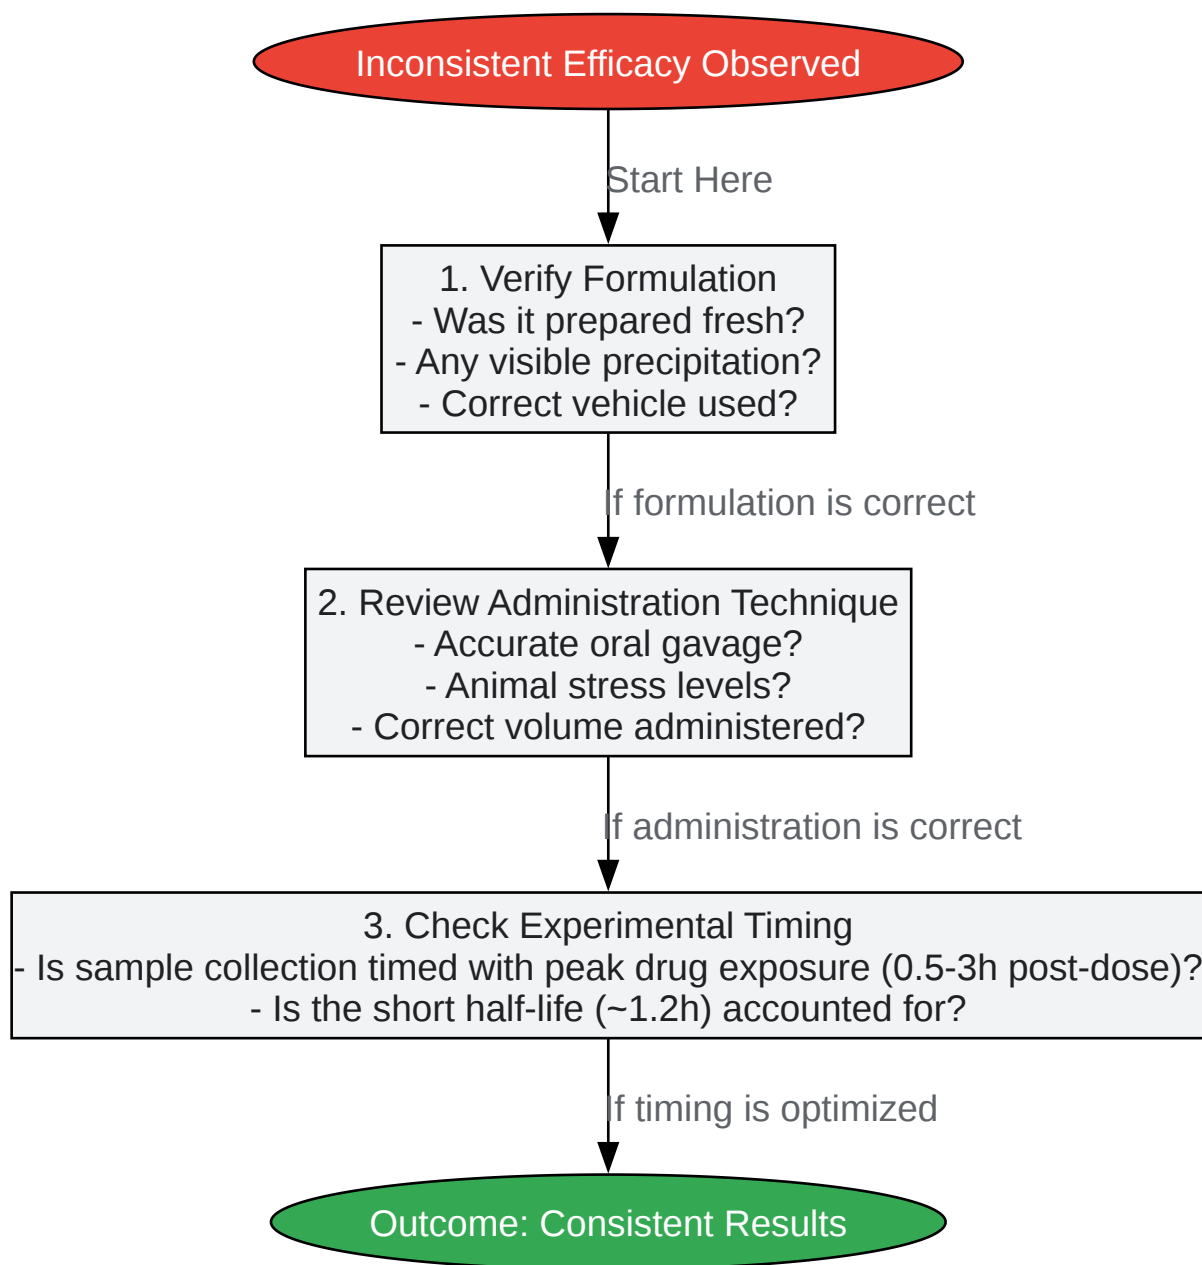 Inconsistent Efficacy Observed
Start Here
1. Verify Formulation
- Was it prepared fresh?
- Any visible precipitation?
- Correct vehicle used?
If formulation is correct
2. Review Administration Technique
- Accurate oral gavage?
- Animal stress levels?
- Correct volume administered?
If administration is correct
3. Check Experimental Timing
- Is sample collection timed with peak drug exposure (0.5-3h post-dose)?
- Is the short half-life (~1.2h) accounted for?
If timing is optimized
Outcome: Consistent Results